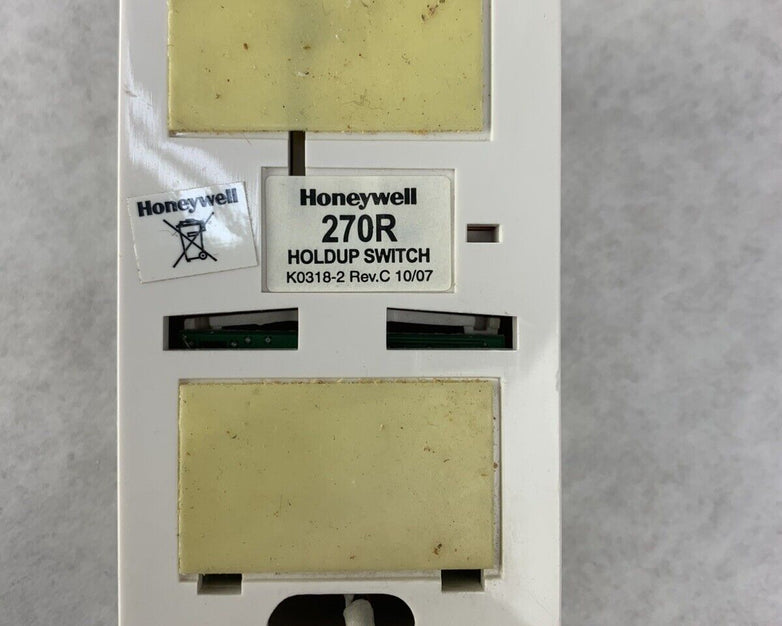 Honeywell
Honeywell
270R
HOLDUP SWITCH
K0318-2 Rev.C 10/07